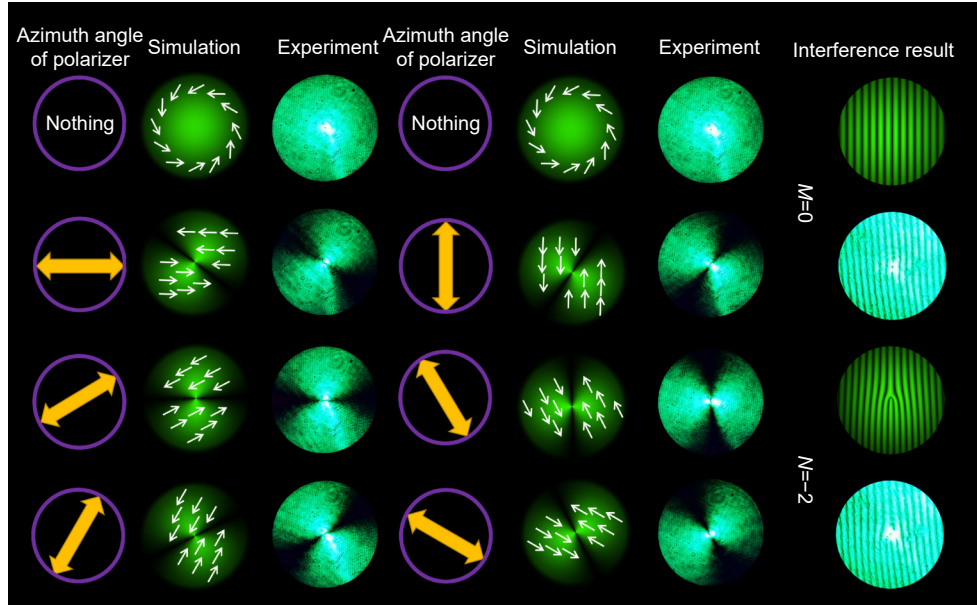 Azimuth angle
of polarizer
Simulation
Experiment
Azimuth angle
of polarizer
Simulation
Experiment
Interference result
Nothing
Nothing
M=0
N=−2